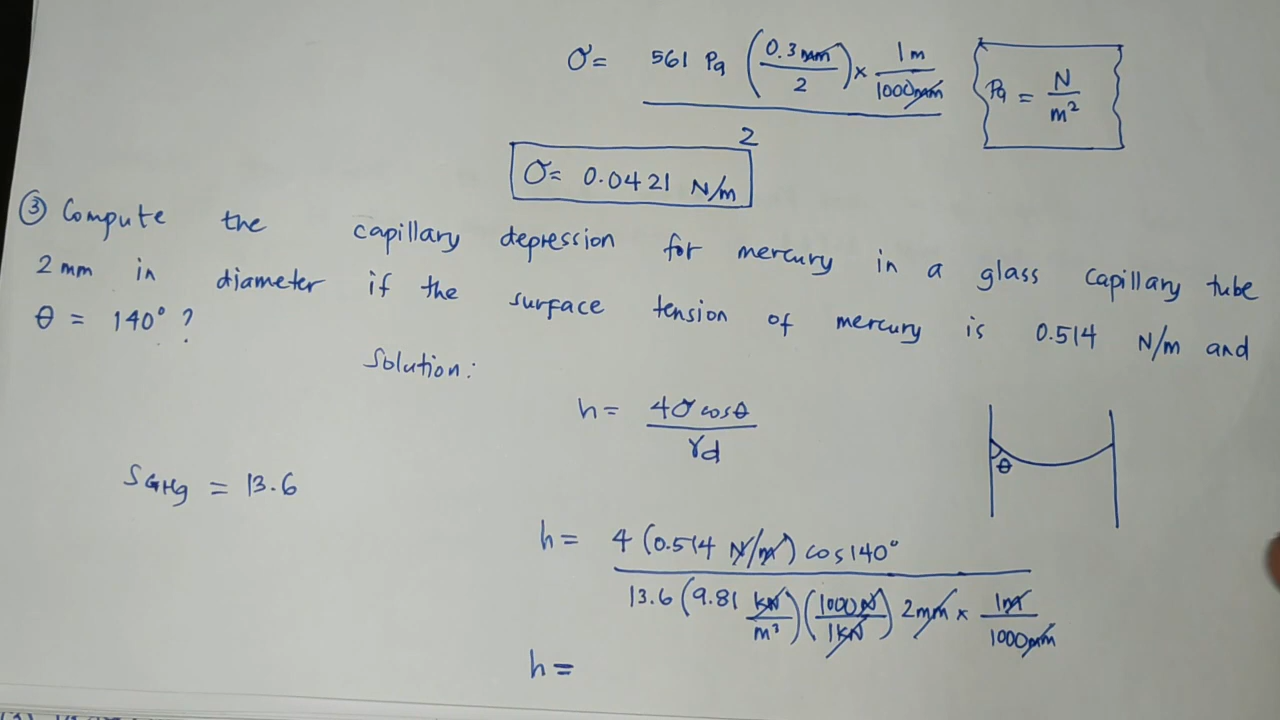 σ = 561 Pa (0.3 mm / 2) × 1 m / 1000 mm
2
Pa = N / m²
σ = 0.0421 N/m
③ Compute the capillary depression for mercury in a glass capillary tube
2 mm in diameter if the surface tension of mercury is 0.514 N/m and
θ = 140° ?
Solution:
h = 4σ cosθ / γd
θ
SGHg = 13.6
h = 4 (0.514 N/m) cos 140°
13.6 (9.81 kN / m³) (1000 N / 1 kN) 2 mm × 1 m / 1000 mm
h =